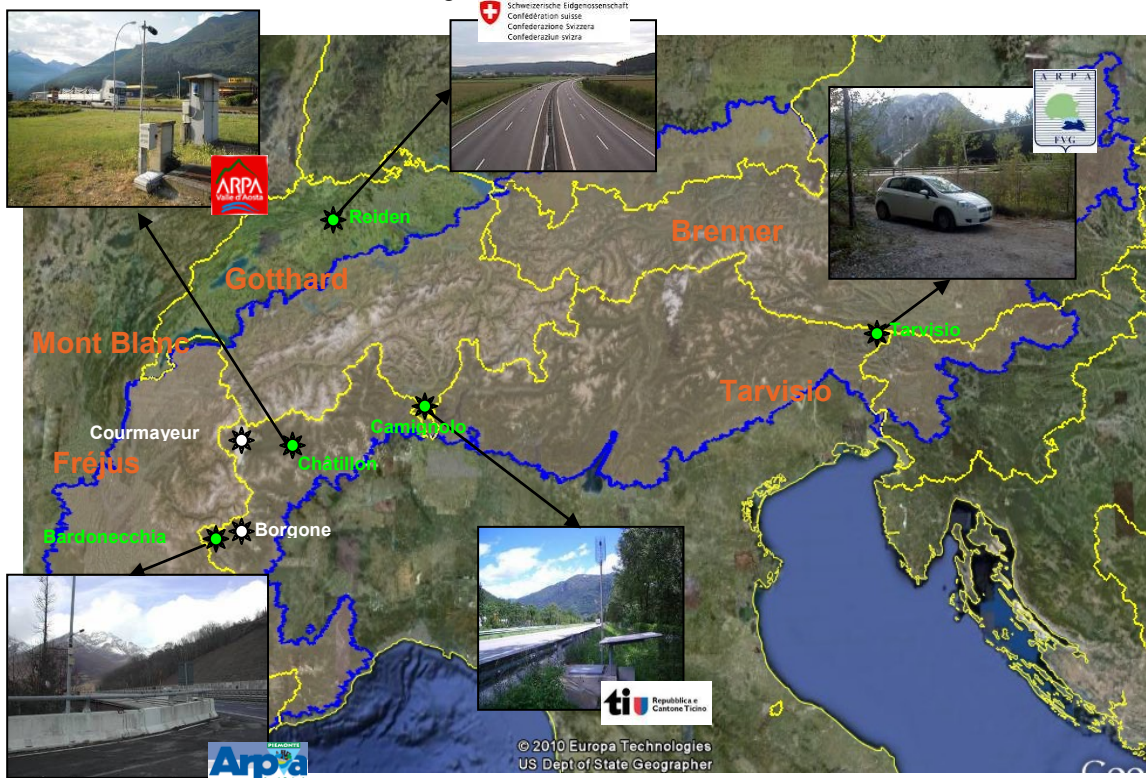 Schweizerische Eidgenossenschaft
Confédération suisse
Confederazione Svizzera
Confederaziun svizra
ARPA
FVG
ARPA
Valle d'Aosta
Reiden
Brenner
Gotthard
Tarvisio
Mont Blanc
Tarvisio
Camignolo
Courmayeur
Châtillon
Fréjus
Borgone
Bardonecchia
ti
Repubblica e
Cantone Ticino
PIEMONTE
Arpa
© 2010 Europa Technologies
US Dept of State Geographer